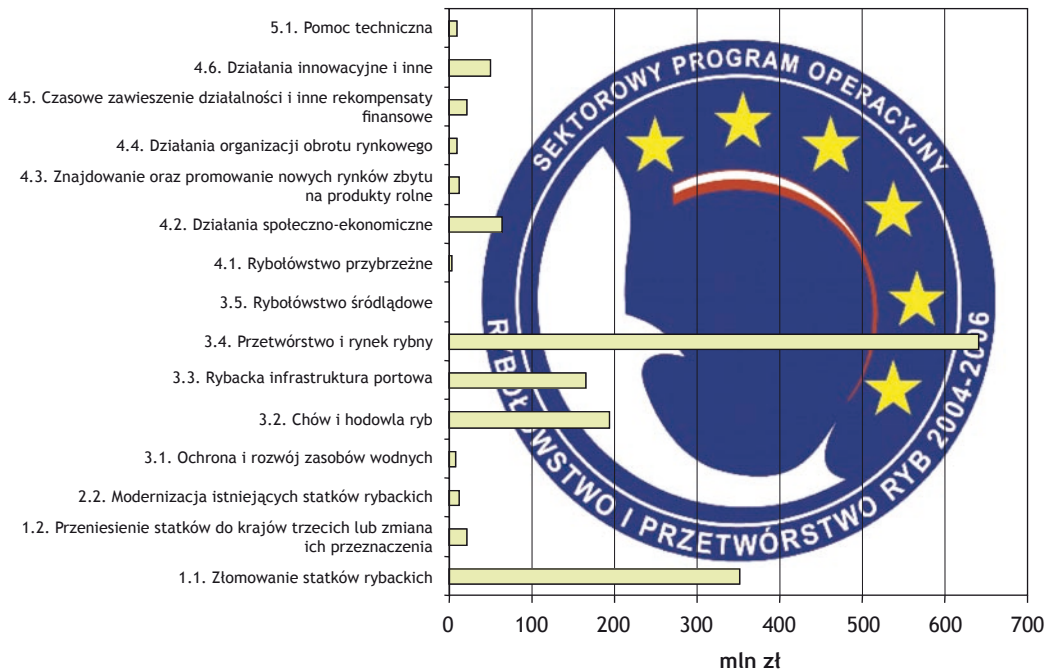 5.1. Pomoc techniczna
4.6. Działania innowacyjne i inne
4.5. Czasowe zawieszenie działalności i inne rekompensaty
finansowe
4.4. Działania organizacji obrotu rynkowego
4.3. Znajdowanie oraz promowanie nowych rynków zbytu
na produkty rolne
4.2. Działania społeczno-ekonomiczne
4.1. Rybołówstwo przybrzeżne
3.5. Rybołówstwo śródlądowe
3.4. Przetwórstwo i rynek rybny
3.3. Rybacka infrastruktura portowa
3.2. Chów i hodowla ryb
3.1. Ochrona i rozwój zasobów wodnych
2.2. Modernizacja istniejących statków rybackich
1.2. Przeniesienie statków do krajów trzecich lub zmiana
ich przeznaczenia
1.1. Złomowanie statków rybackich
SEKTOROWY PROGRAM OPERACYJNY
RYBOŁÓWSTWO I PRZETWÓRSTWO RYB 2004-2006
0 100 200 300 400 500 600 700
mln zł